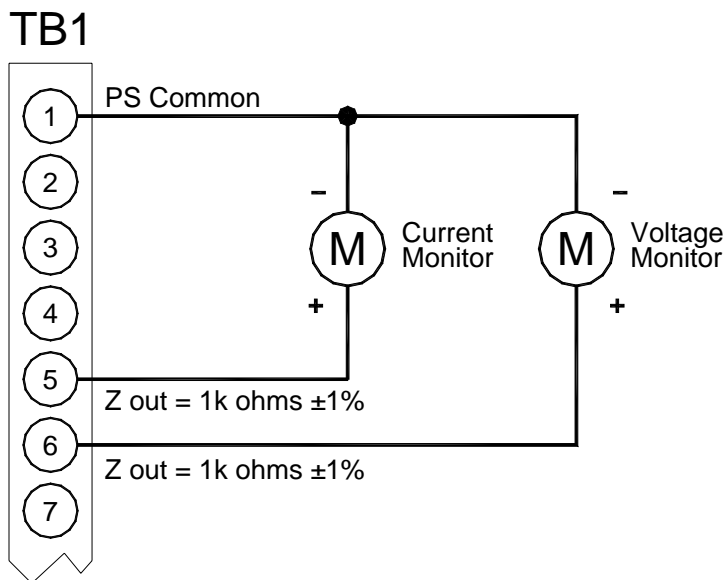 TB1
1
PS Common
2
3
4
5
6
7
–
M
+
Current
Monitor
–
M
+
Voltage
Monitor
Z out = 1k ohms ±1%
Z out = 1k ohms ±1%